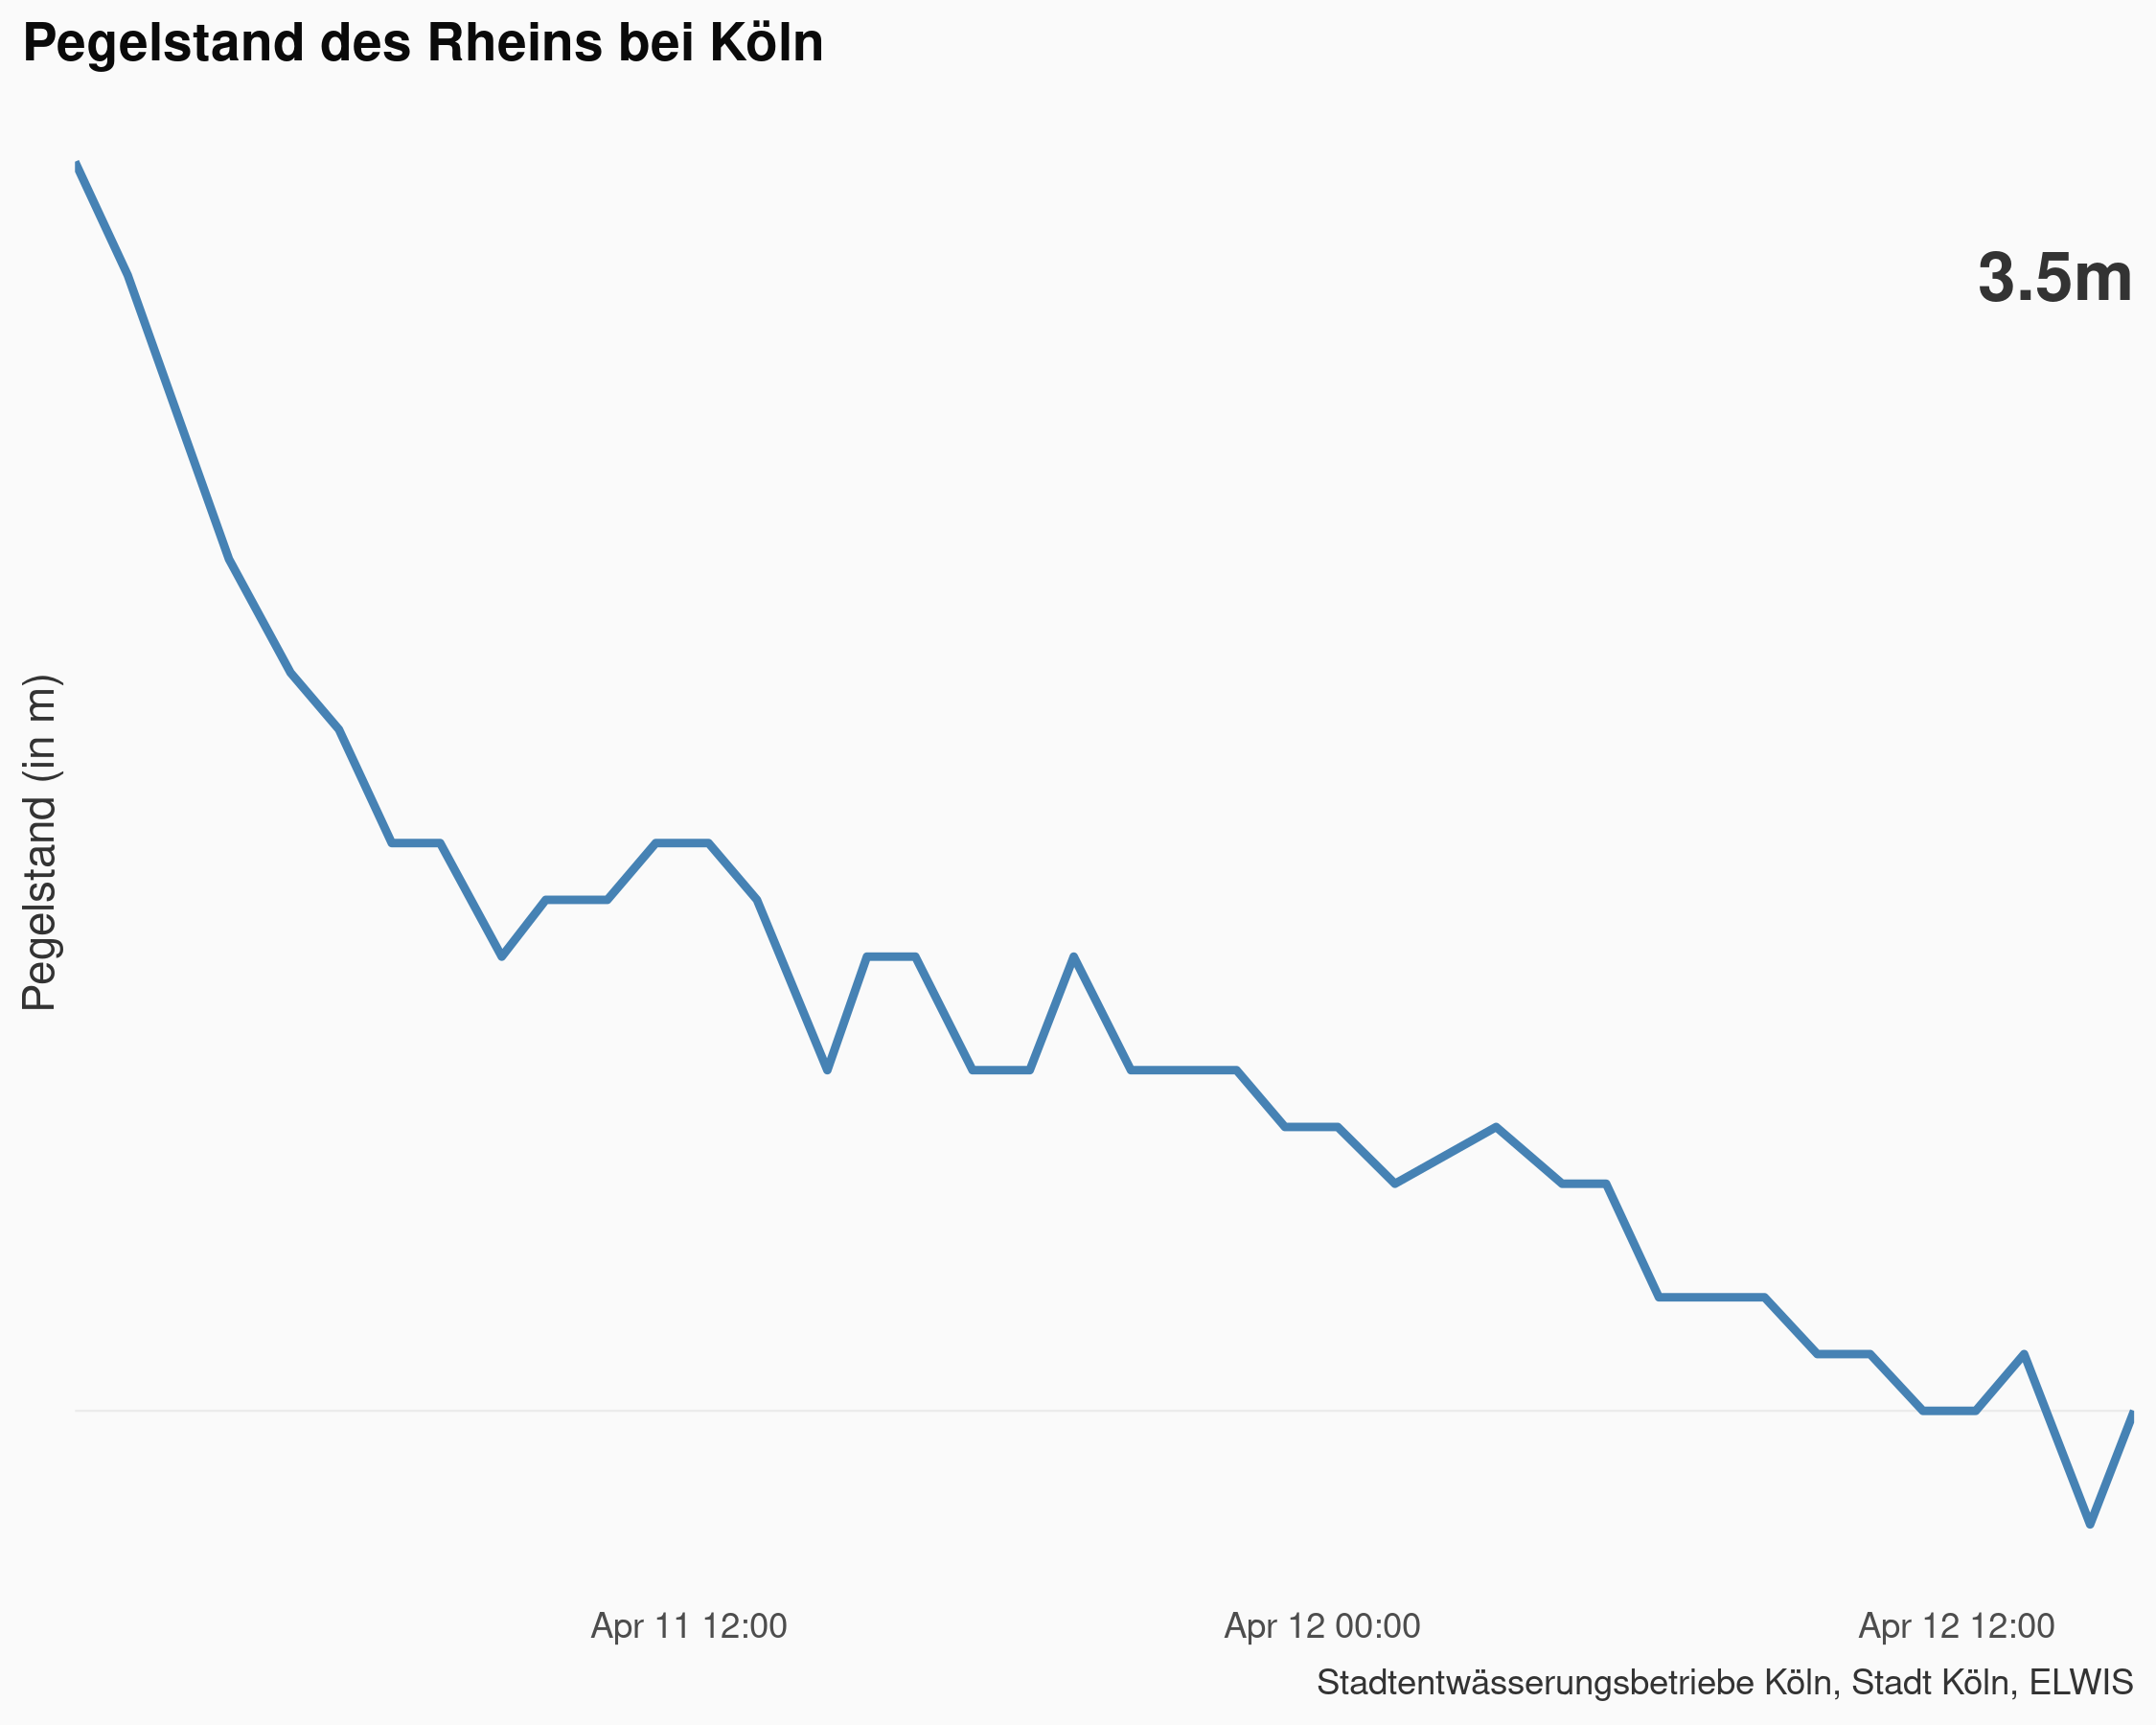 Pegelstand des Rheins bei Köln
3.5m
Pegelstand (in m)
Apr 11 12:00
Apr 12 00:00
Apr 12 12:00
Stadtentwässerungsbetriebe Köln, Stadt Köln, ELWIS